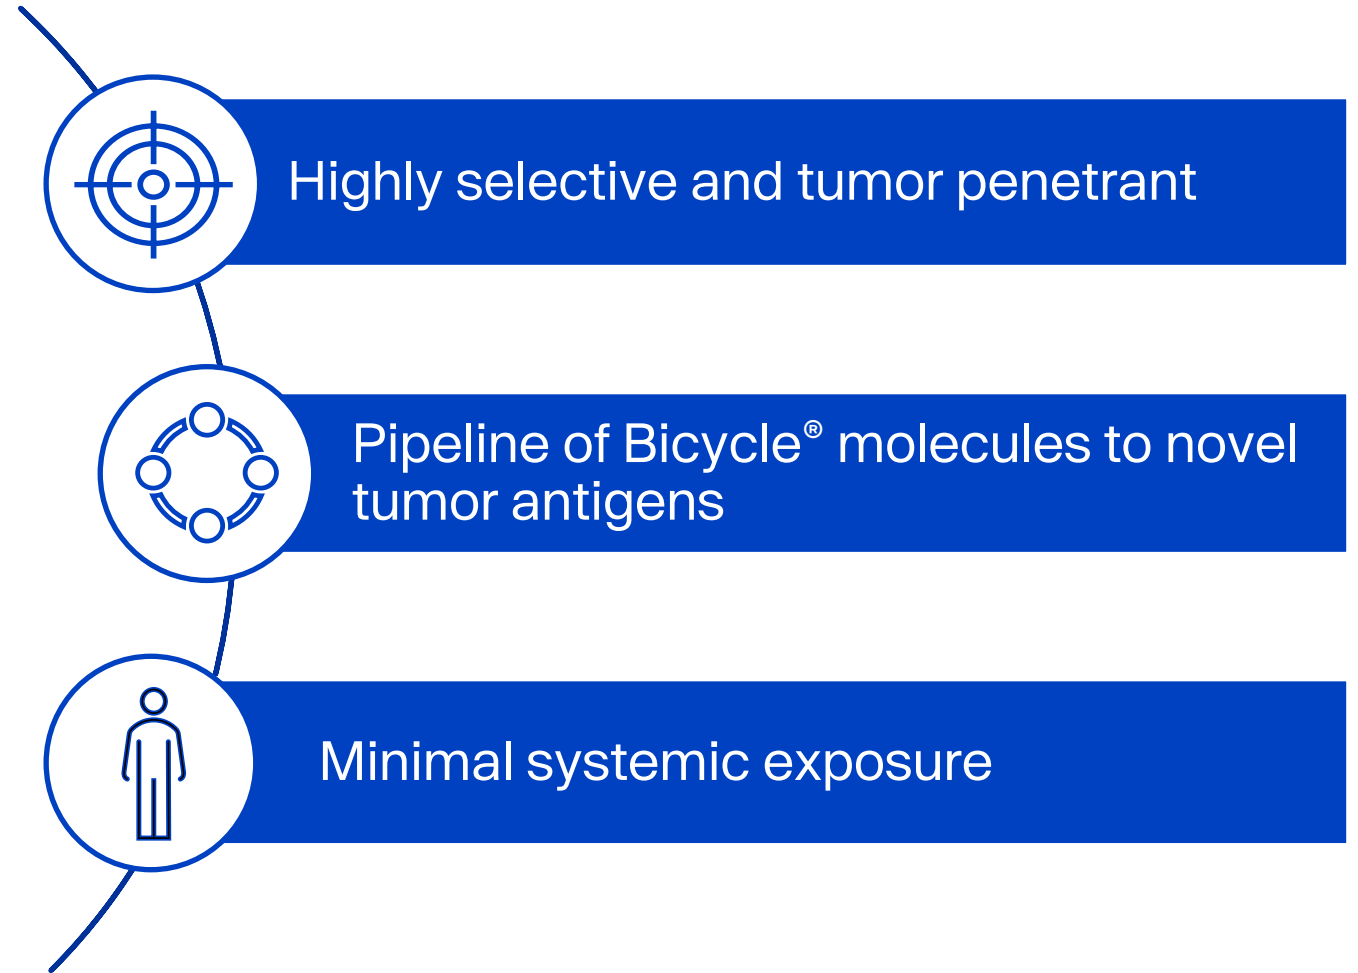 Highly selective and tumor penetrant
Pipeline of Bicycle® molecules to novel
tumor antigens
Minimal systemic exposure